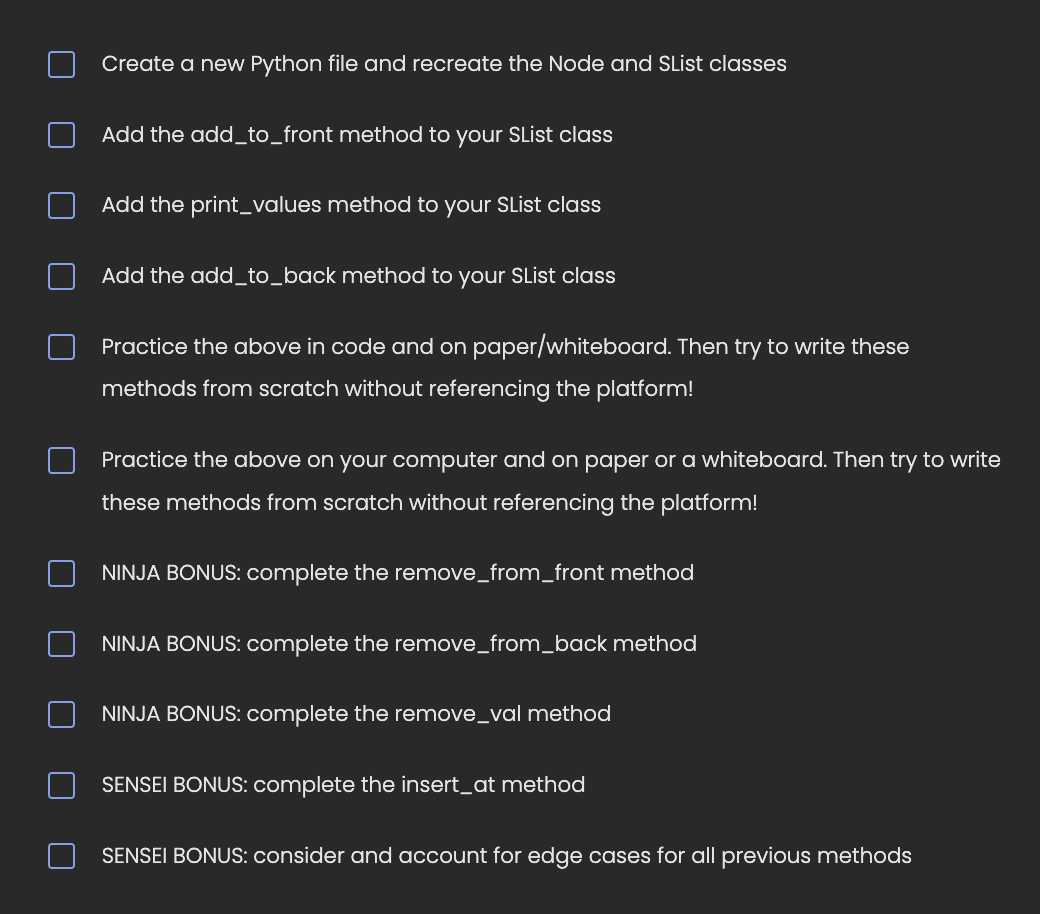 Create a new Python file and recreate the Node and SList classes
Add the add_to_front method to your SList class
Add the print_values method to your SList class
Add the add_to_back method to your SList class
Practice the above in code and on paper/whiteboard. Then try to write these
methods from scratch without referencing the platform!
Practice the above on your computer and on paper or a whiteboard. Then try to write
these methods from scratch without referencing the platform!
NINJA BONUS: complete the remove_from_front method
NINJA BONUS: complete the remove_from_back method
NINJA BONUS: complete the remove_val method
SENSEI BONUS: complete the insert_at method
SENSEI BONUS: consider and account for edge cases for all previous methods